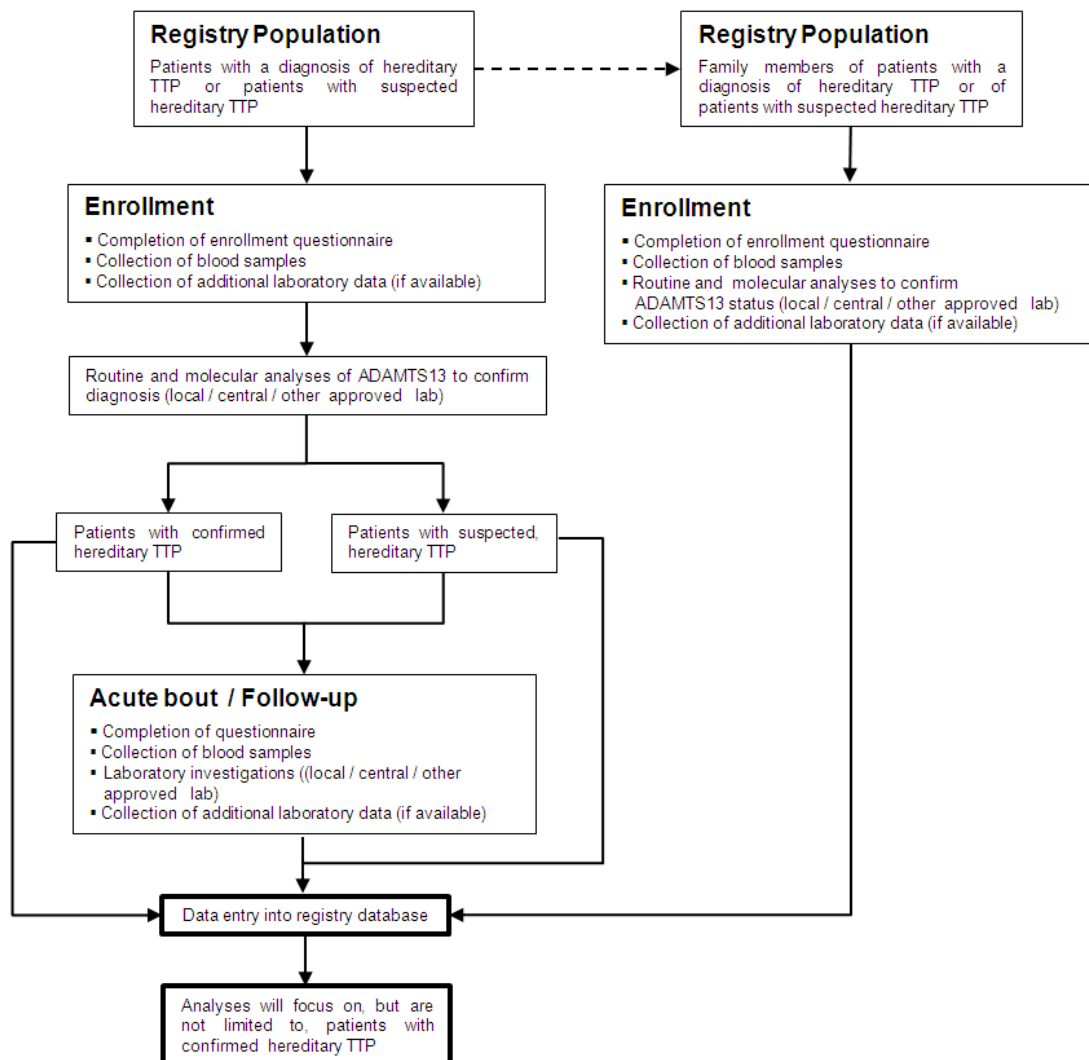 Registry Population
Patients with a diagnosis of hereditary
TTP or patients with suspected
hereditary TTP
Registry Population
Family members of patients with a
diagnosis of hereditary TTP or of
patients with suspected hereditary TTP
Enrollment
▪ Completion of enrollment questionnaire
▪ Collection of blood samples
▪ Collection of additional laboratory data (if available)
Enrollment
▪ Completion of enrollment questionnaire
▪ Collection of blood samples
▪ Routine and molecular analyses to confirm
ADAMTS13 status (local / central / other approved lab)
▪ Collection of additional laboratory data (if available)
Routine and molecular analyses of ADAMTS13 to confirm
diagnosis (local / central / other approved lab)
Patients with confirmed
hereditary TTP
Patients with suspected,
hereditary TTP
Acute bout / Follow-up
▪ Completion of questionnaire
▪ Collection of blood samples
▪ Laboratory investigations ((local / central / other
approved lab)
▪ Collection of additional laboratory data (if available)
Data entry into registry database
Analyses will focus on, but are
not limited to, patients with
confirmed hereditary TTP